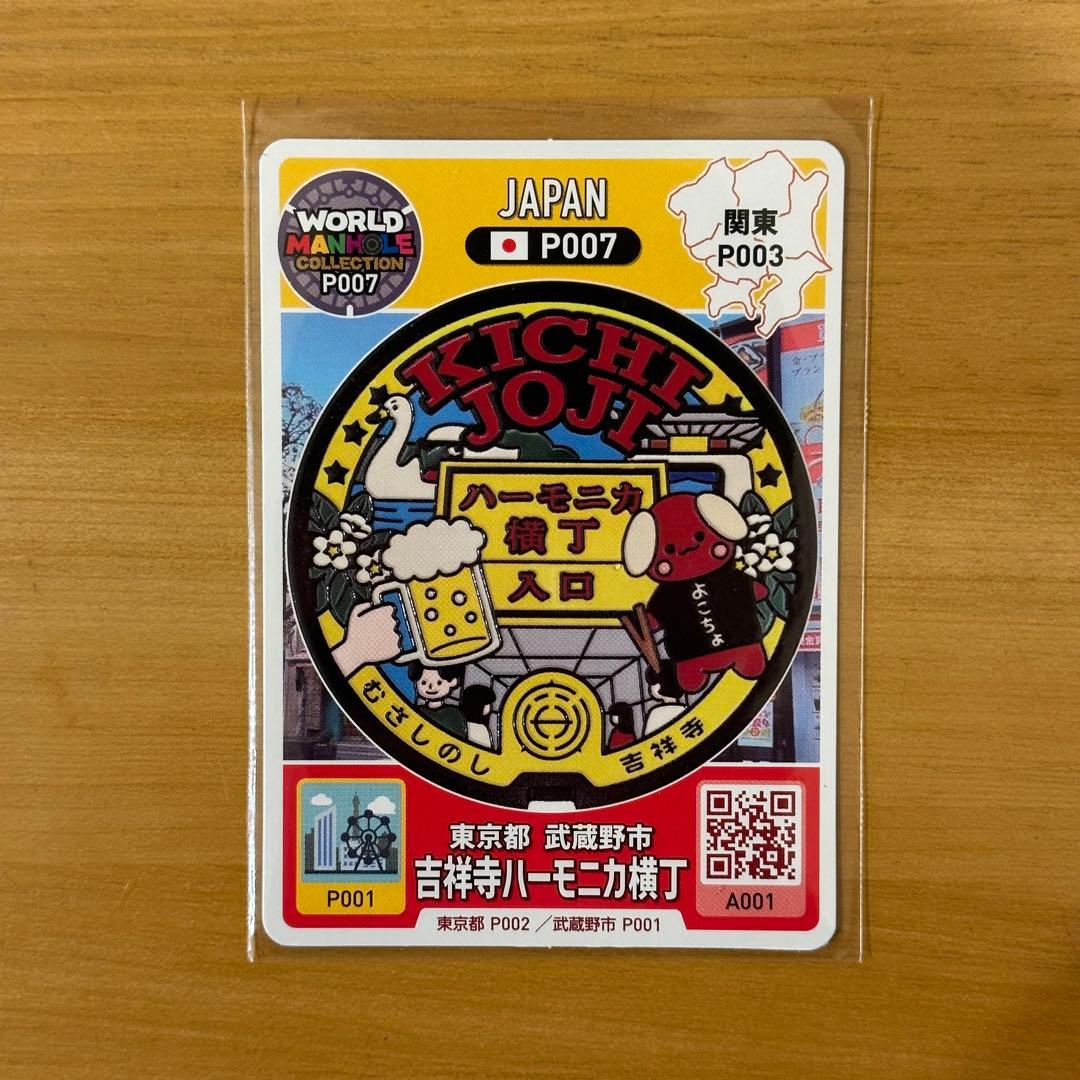 JAPAN
P007
WORLD
MANHOLE
COLLECTION
P007
関東
P003
KICHI
JOJI
ハーモニカ
横丁
入口
よこちょ
むさしのし
吉祥寺
東京都 武蔵野市
吉祥寺ハーモニカ横丁
P001
A001
東京都 P002 ／武蔵野市 P001